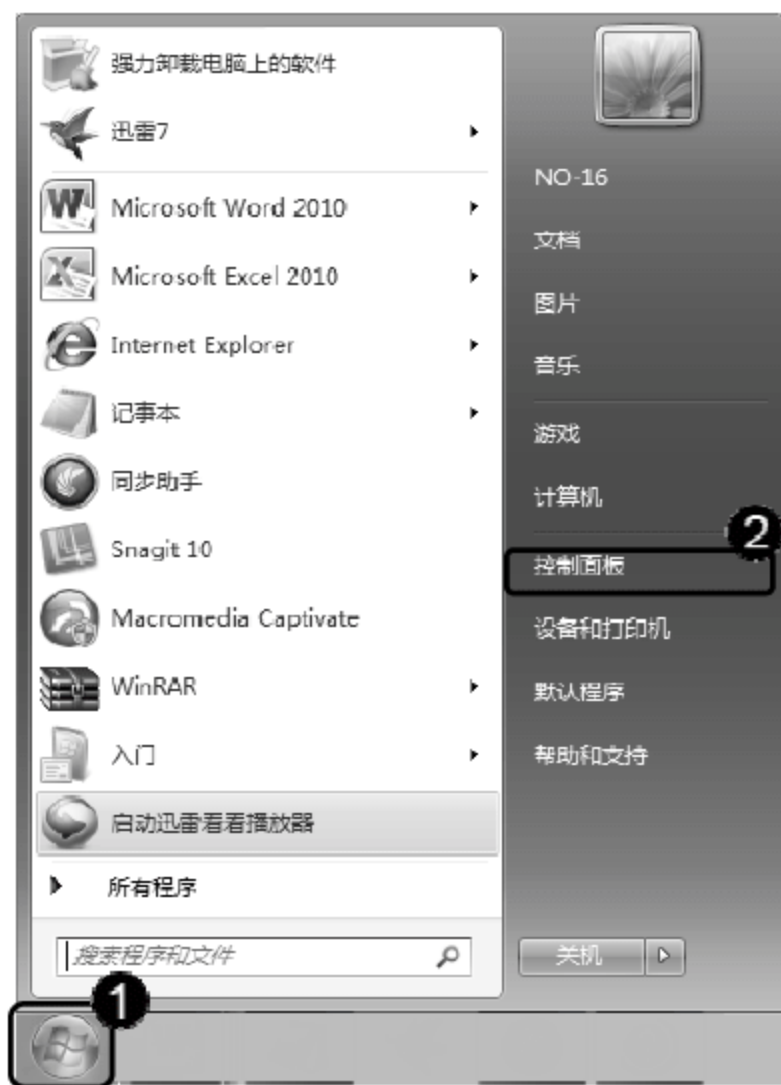 强力卸载电脑上的软件
迅雷7
Microsoft Word 2010
Microsoft Excel 2010
Internet Explorer
记事本
同步助手
Snagit 10
Macromedia Captivate
WinRAR
入门
启动迅雷看看播放器
所有程序
搜索程序和文件
NO-16
文档
图片
音乐
游戏
计算机
2
控制面板
设备和打印机
默认程序
帮助和支持
关机
1